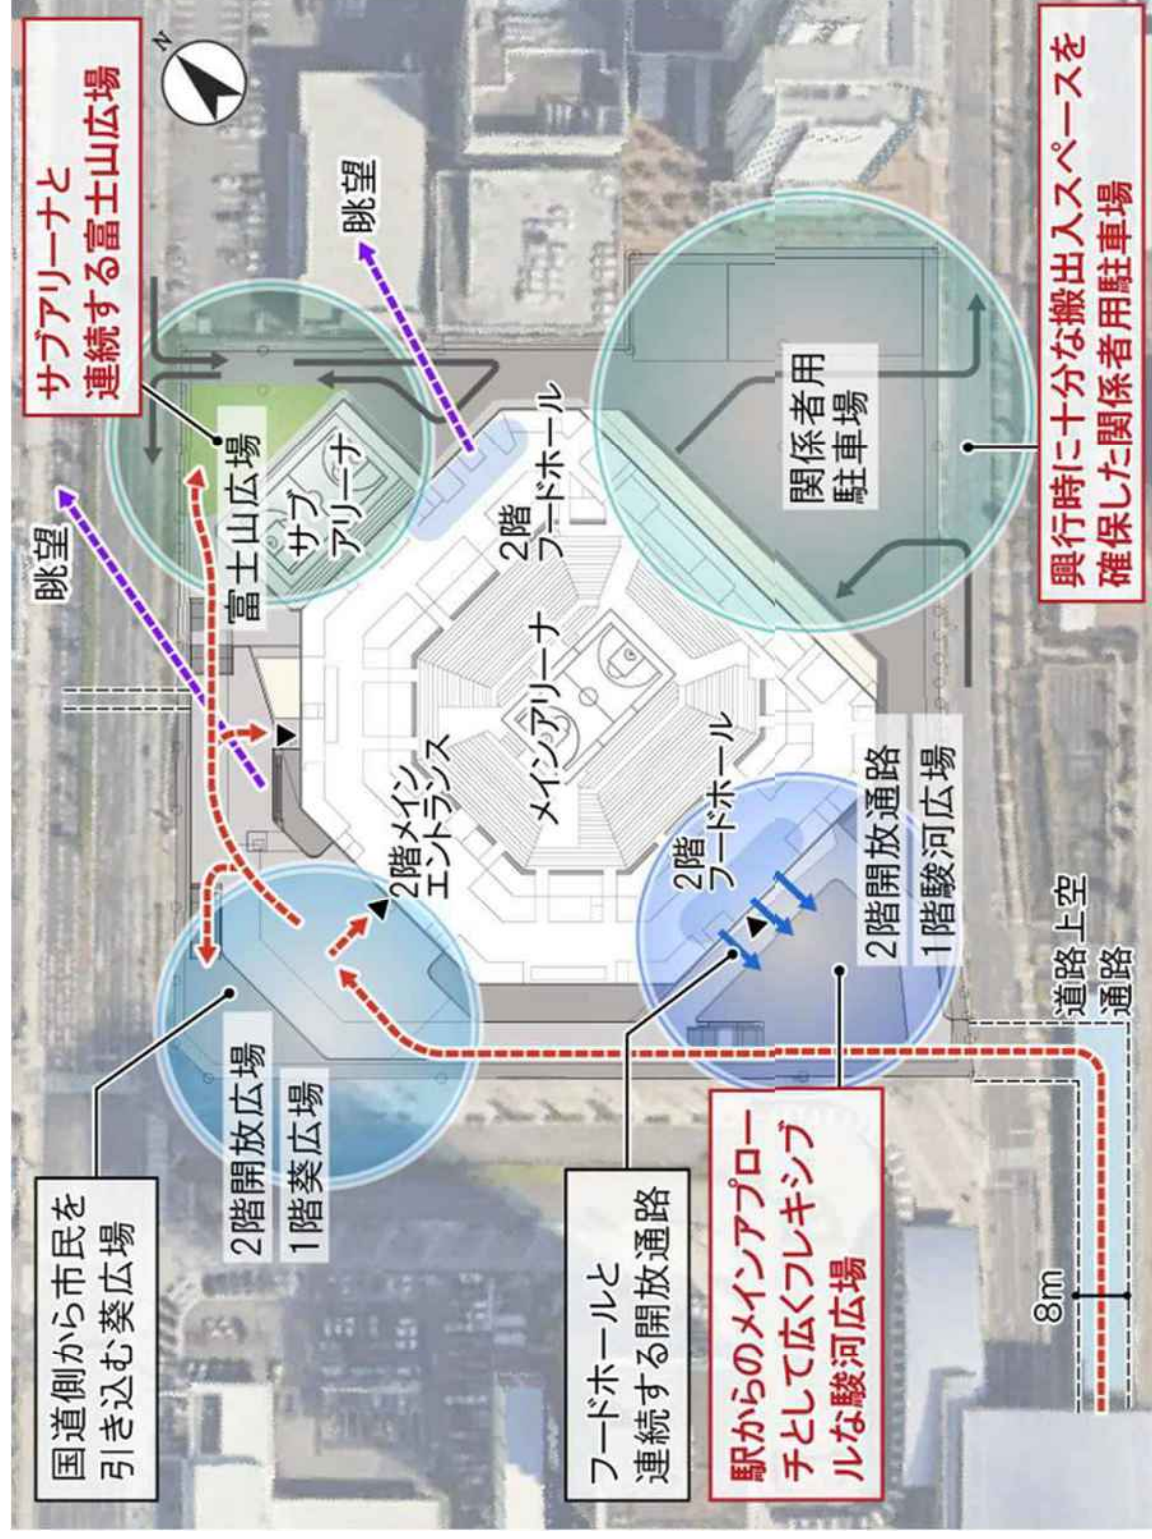 国道側から市民を
引き込む葵広場
眺望
サブアリーナと
連続する富士山広場
N
2階開放広場
1階葵広場
富士山広場
サブ
アリーナ
眺望
2階メイン
エントランス
メインアリーナ
2階
フードホール
2階
フードホール
フードホールと
連続する開放通路
駅からのメインアプロー
チとして広くフレキシブ
ルな駿河広場
2階開放通路
1階駿河広場
関係者用
駐車場
8m
道路上空
通路
興行時に十分な搬出入スペースを
確保した関係者用駐車場